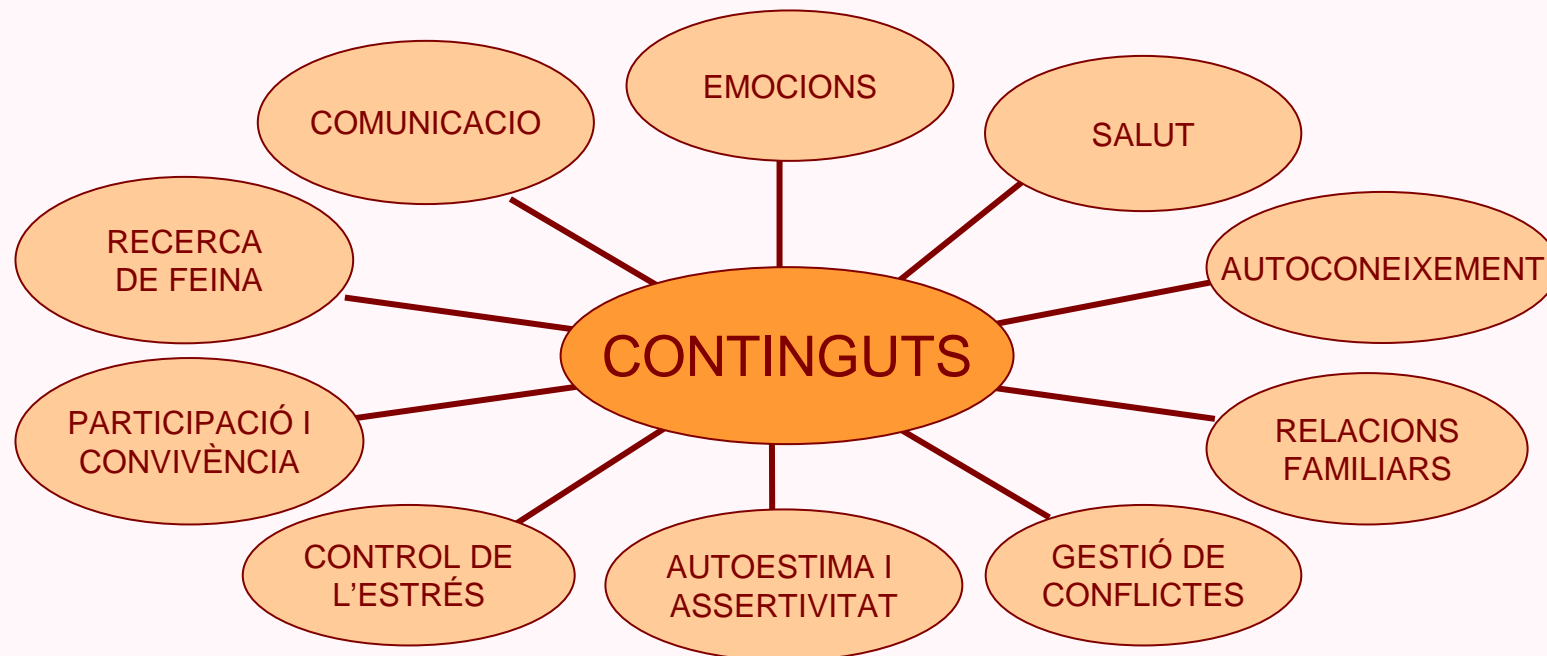 EMOCIONS
COMUNICACIO
SALUT
RECERCA
DE FEINA
AUTOCONEIXEMENT
CONTINGUTS
PARTICIPACIÓ I
CONVIVÈNCIA
RELACIONS
FAMILIARS
CONTROL DE
L’ESTRÉS
AUTOESTIMA I
ASSERTIVITAT
GESTIÓ DE
CONFLICTES